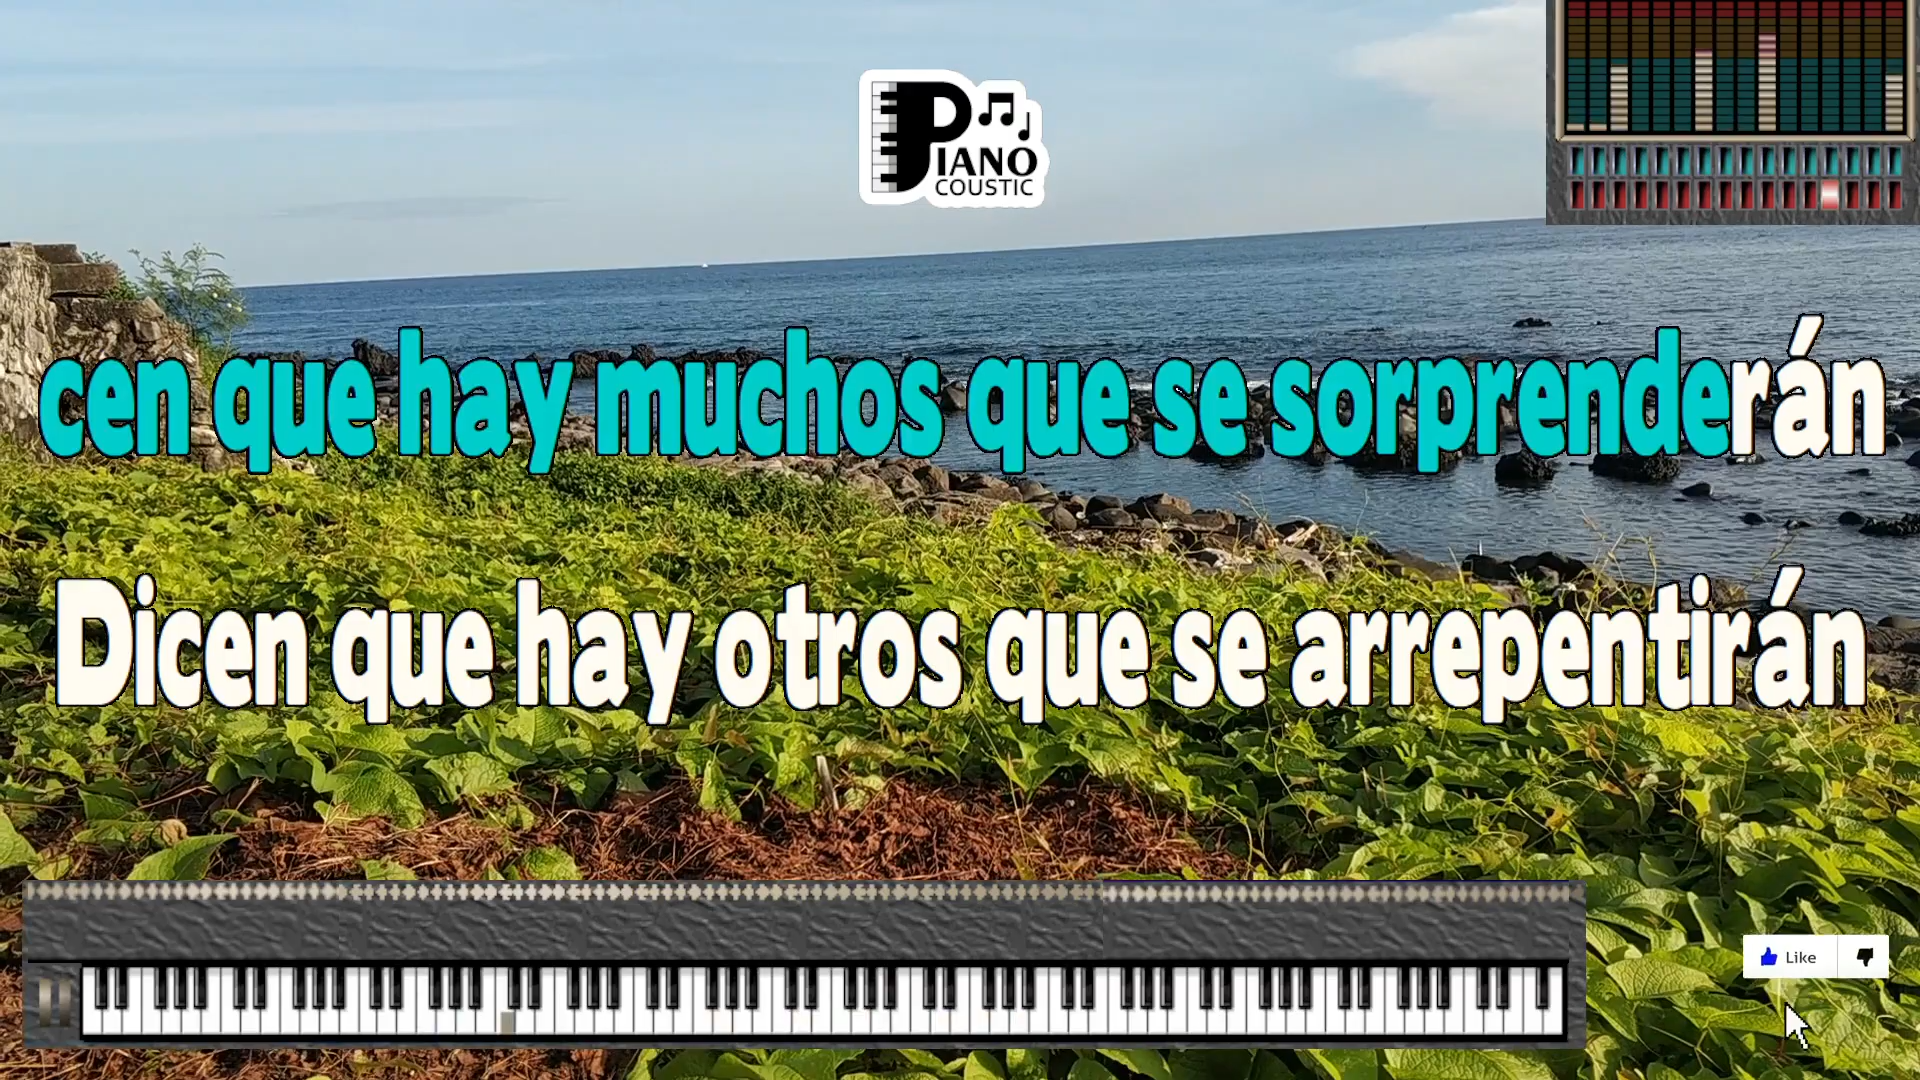 PIANO
COUSTIC
cen que hay muchos que se sorprenderán
Dicen que hay otros que se arrepentirán
Like